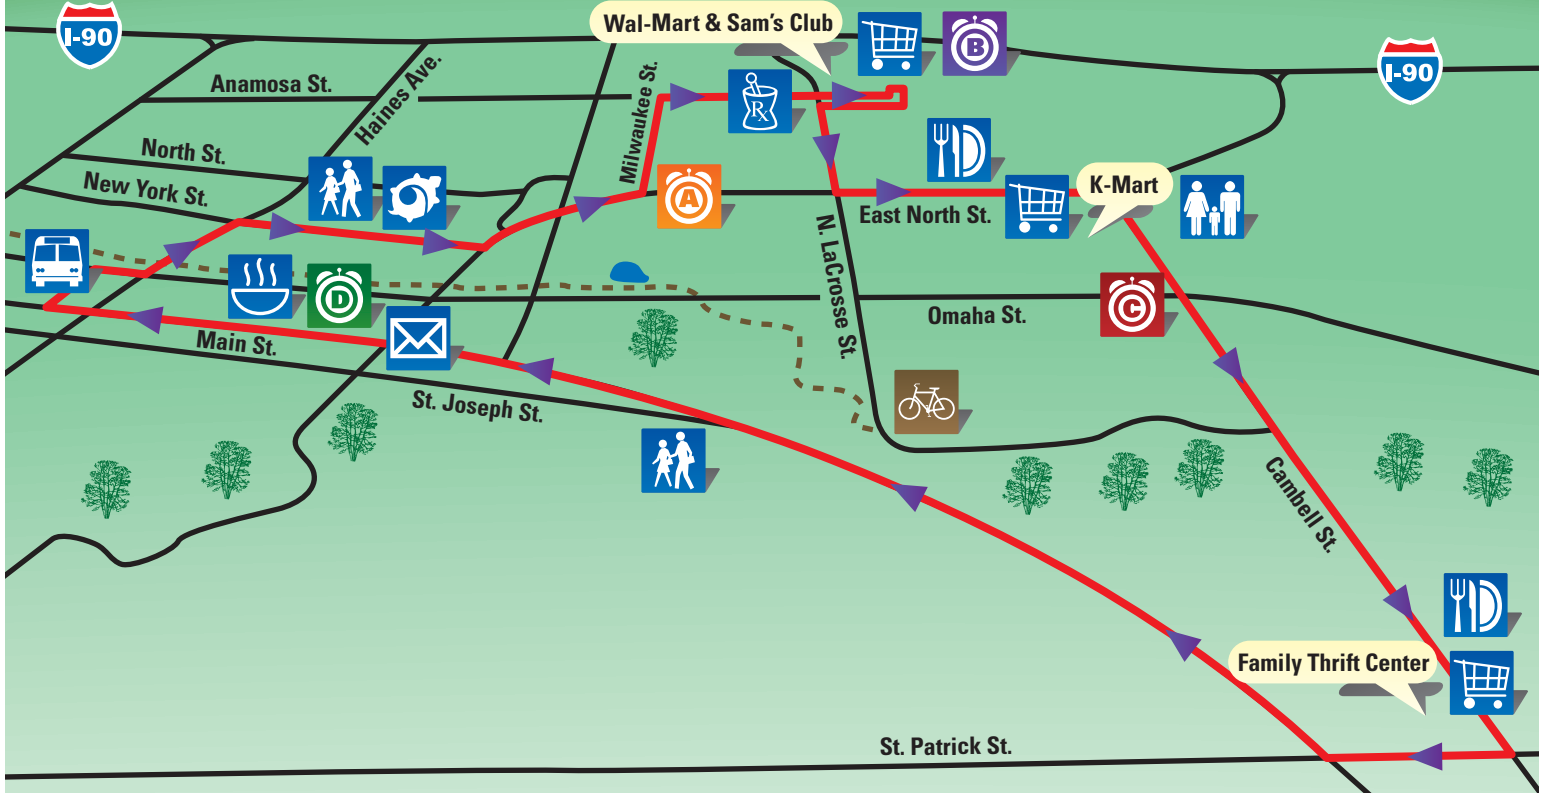 I-90
Wal-Mart & Sam's Club
B
I-90
Anamosa St.
Haines Ave.
Milwaukee St.
Rx
North St.
New York St.
A
K-Mart
East North St.
N. LaCrosse St.
D
C
Omaha St.
Main St.
St. Joseph St.
Cambell St.
Family Thrift Center
St. Patrick St.